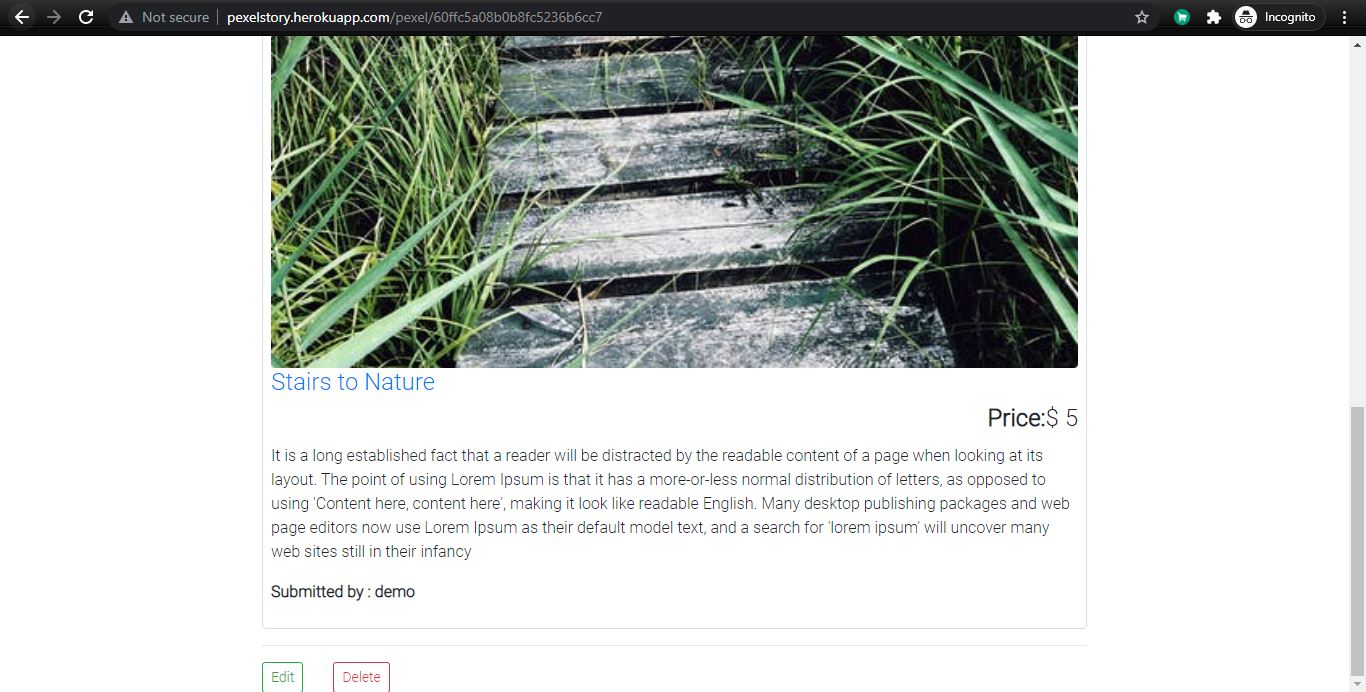 Not secure | pexelstory.herokuapp.com/pexel/60ffc5a08b0b8fc5236b6cc7
Incognito
Stairs to Nature
Price:$ 5
It is a long established fact that a reader will be distracted by the readable content of a page when looking at its
layout. The point of using Lorem Ipsum is that it has a more-or-less normal distribution of letters, as opposed to
using 'Content here, content here', making it look like readable English. Many desktop publishing packages and web
page editors now use Lorem Ipsum as their default model text, and a search for 'lorem ipsum' will uncover many
web sites still in their infancy
Submitted by : demo
Edit
Delete